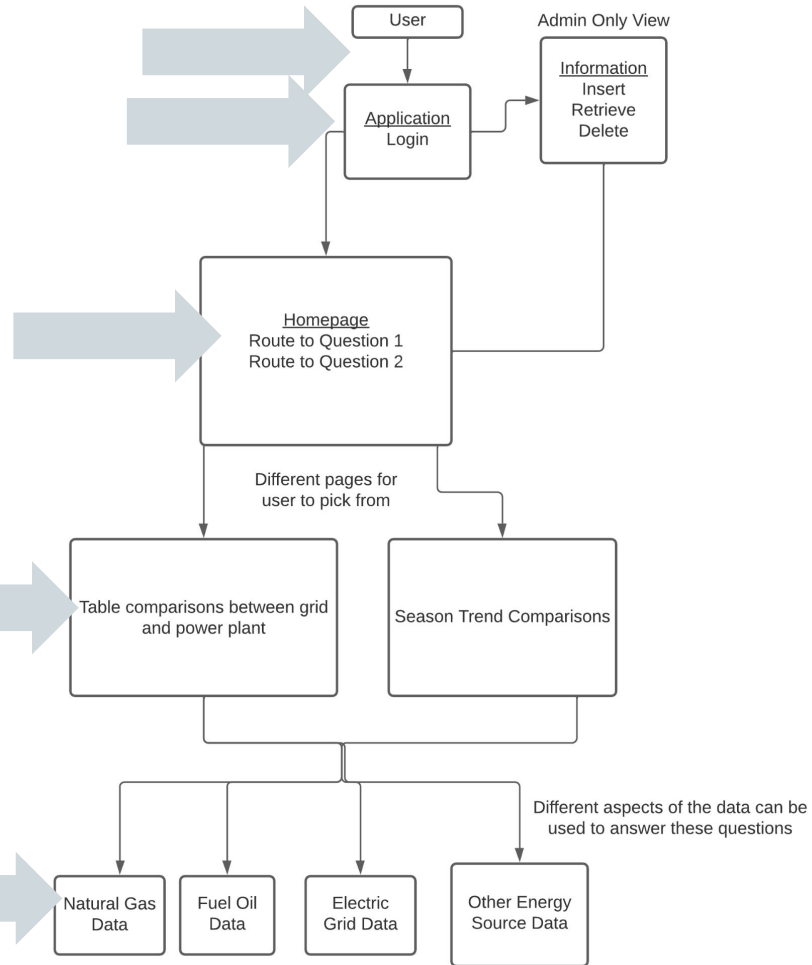 User
Admin Only View
Information
Insert
Retrieve
Delete
Application
Login
Homepage
Route to Question 1
Route to Question 2
Different pages for
user to pick from
Table comparisons between grid
and power plant
Season Trend Comparisons
Different aspects of the data can be
used to answer these questions
Natural Gas
Data
Fuel Oil
Data
Electric
Grid Data
Other Energy
Source Data